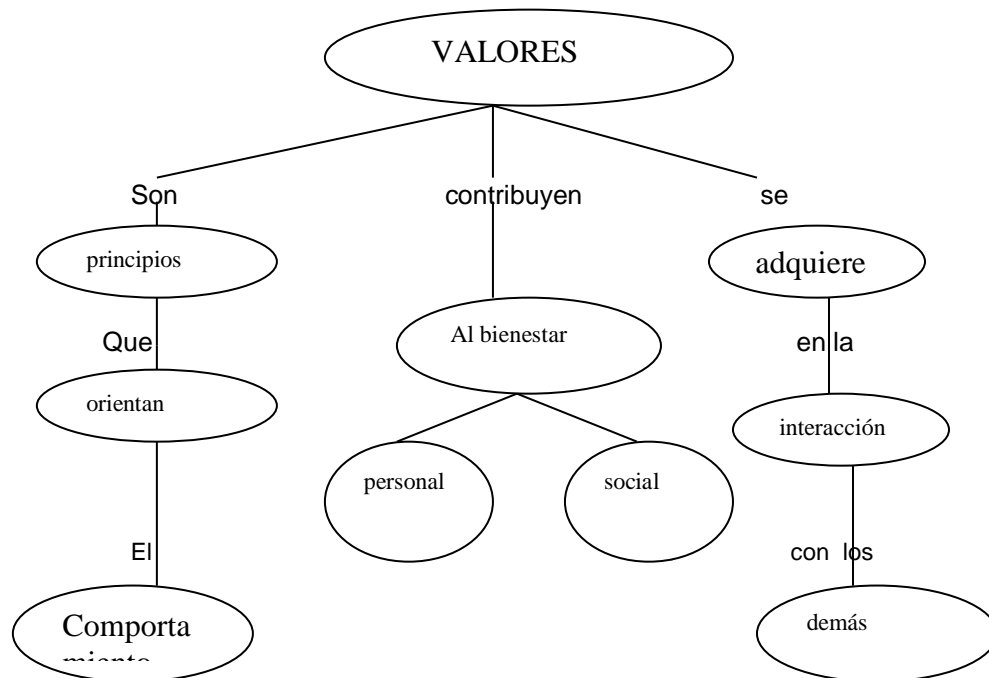 VALORES
Son
contribuyen
se
principios
adquiere
Que
Al bienestar
en la
orientan
interacción
personal
social
El
con los
Comporta
miento
demás